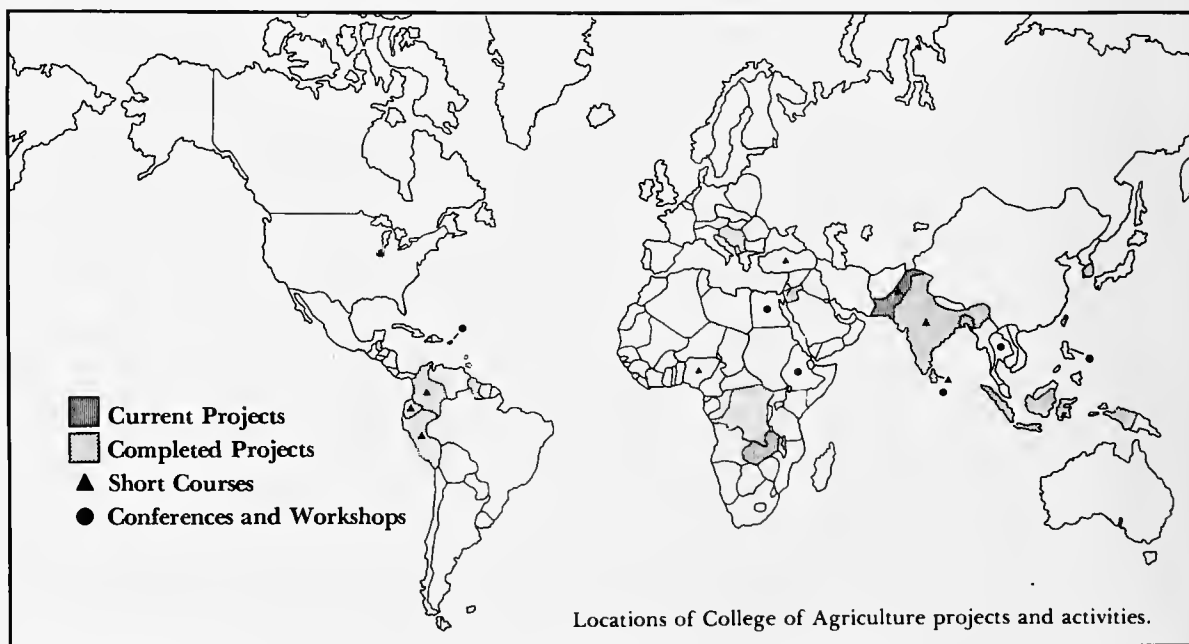 Current Projects
Completed Projects
Short Courses
Conferences and Workshops
Locations of College of Agriculture projects and activities.